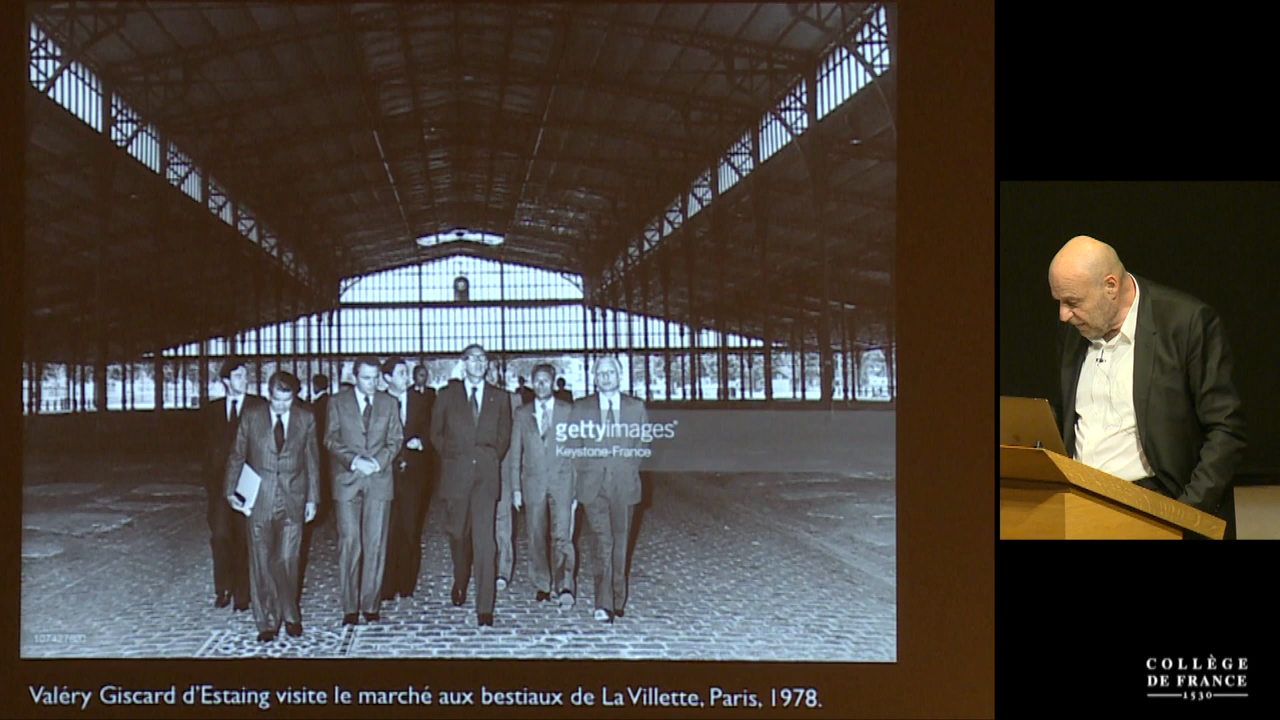 gettyimages®
Keystone-France
Valéry Giscard d'Estaing visite le marché aux bestiaux de La Villette, Paris, 1978.
COLLÈGE
DE FRANCE
1530